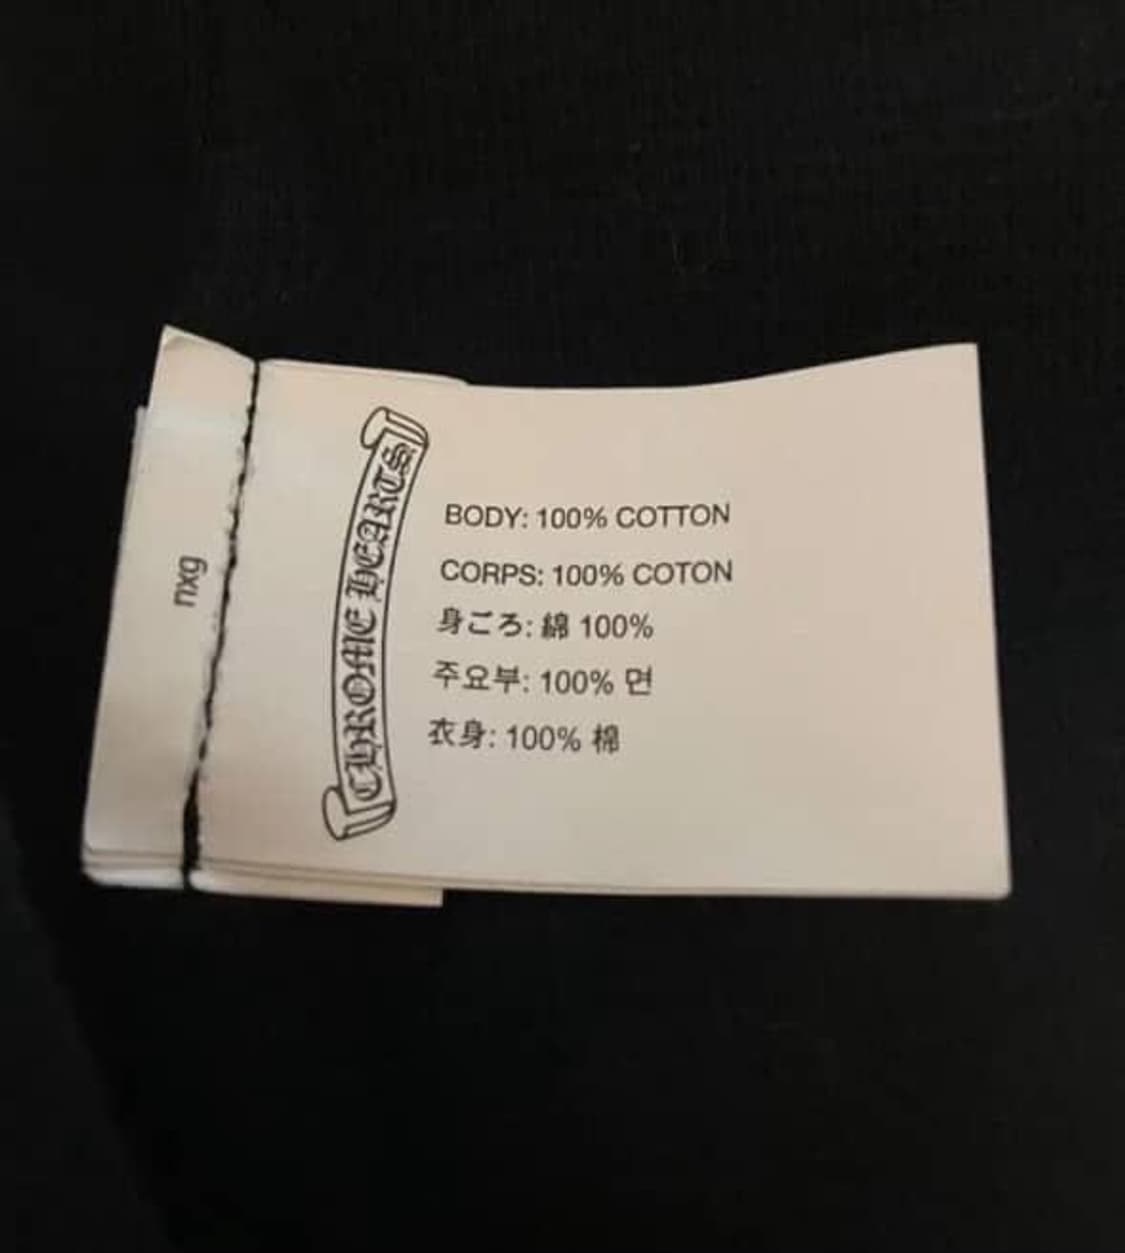 nxg
CHROME HEARTS
BODY: 100% COTTON
CORPS: 100% COTON
身ごろ: 綿 100%
주요부: 100% 면
衣身: 100% 棉